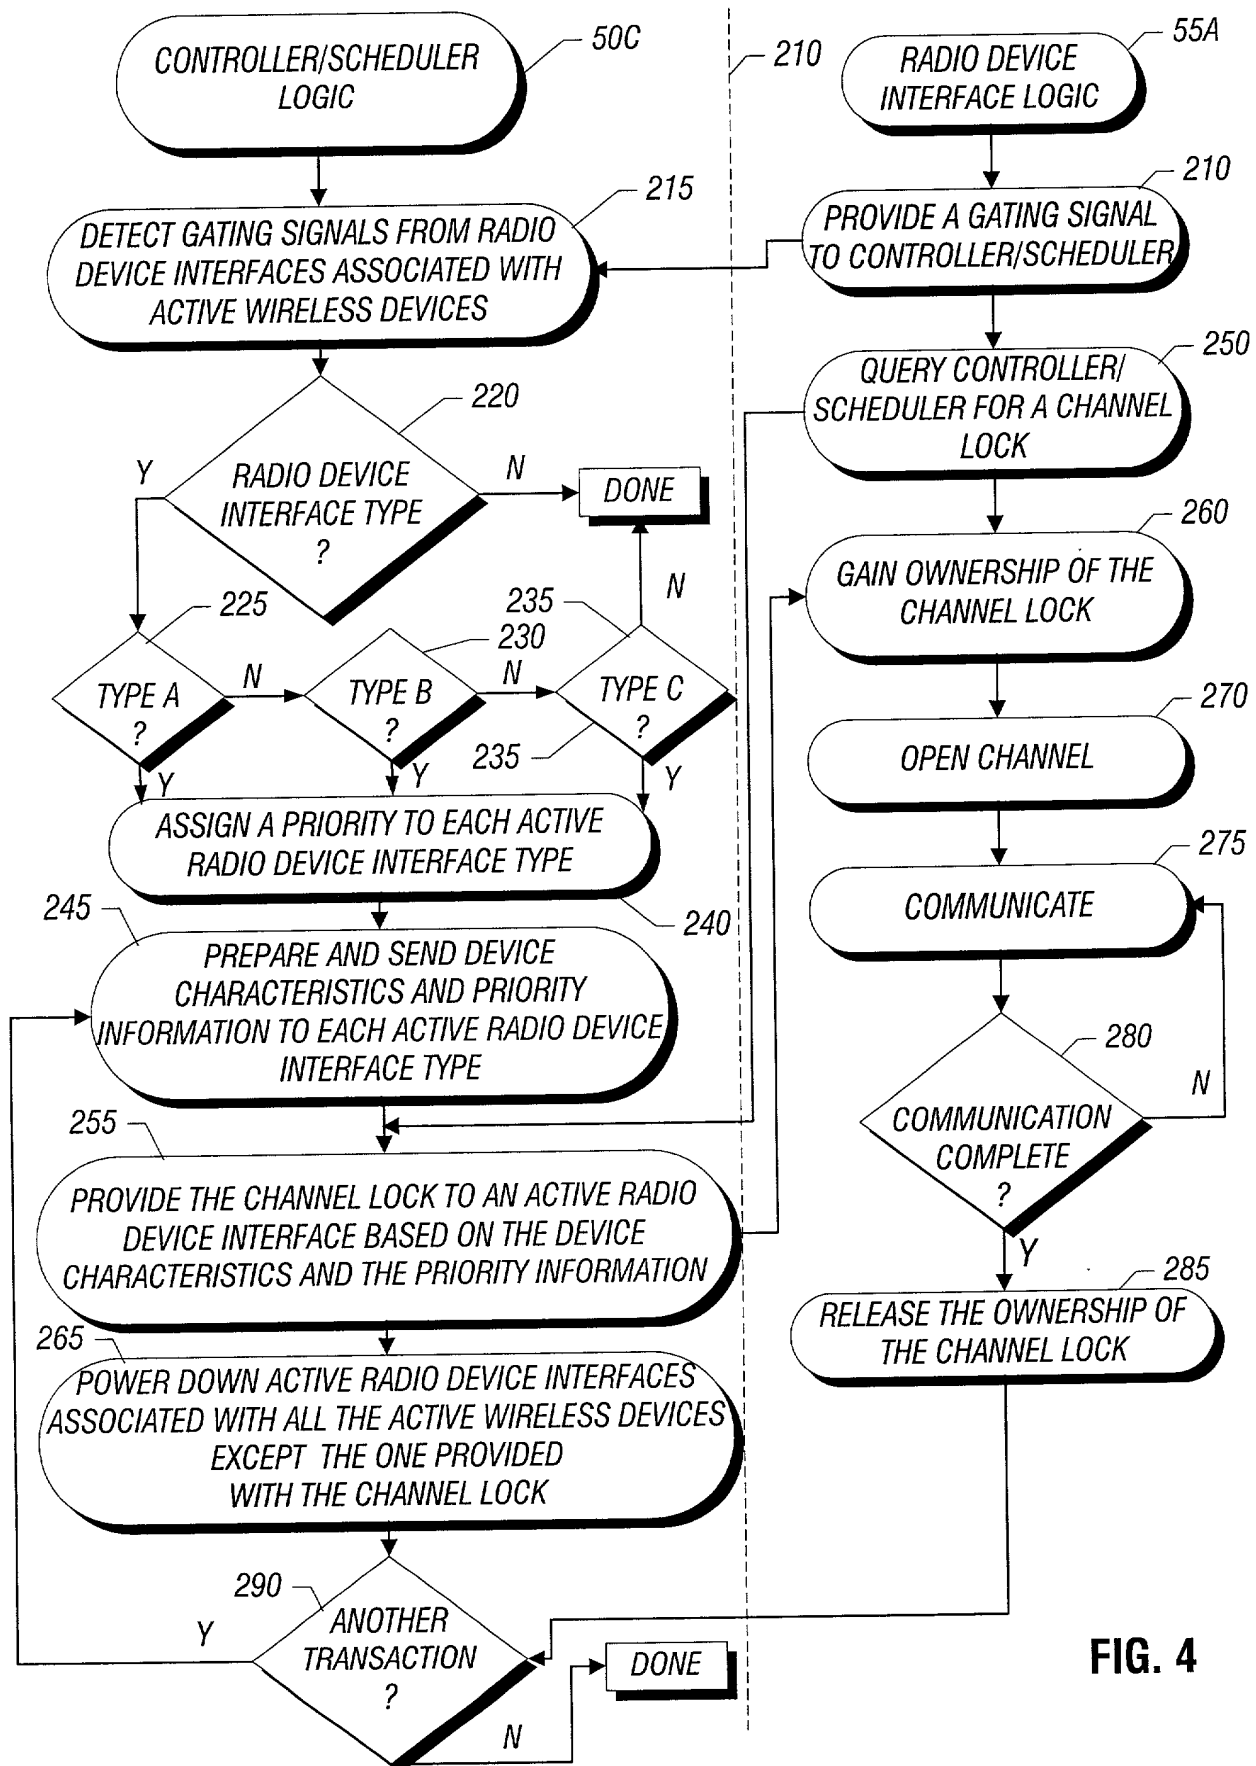 CONTROLLER/SCHEDULER
LOGIC
50C
210
RADIO DEVICE
INTERFACE LOGIC
55A
DETECT GATING SIGNALS FROM RADIO
DEVICE INTERFACES ASSOCIATED WITH
ACTIVE WIRELESS DEVICES
215
RADIO DEVICE
INTERFACE TYPE
?
220
Y
N
DONE
TYPE A
?
225
N
Y
TYPE B
?
230
N
Y
TYPE C
?
235
235
N
Y
ASSIGN A PRIORITY TO EACH ACTIVE
RADIO DEVICE INTERFACE TYPE
240
245
PREPARE AND SEND DEVICE
CHARACTERISTICS AND PRIORITY
INFORMATION TO EACH ACTIVE RADIO DEVICE
INTERFACE TYPE
255
PROVIDE THE CHANNEL LOCK TO AN ACTIVE RADIO
DEVICE INTERFACE BASED ON THE DEVICE
CHARACTERISTICS AND THE PRIORITY INFORMATION
265
POWER DOWN ACTIVE RADIO DEVICE INTERFACES
ASSOCIATED WITH ALL THE ACTIVE WIRELESS DEVICES
EXCEPT THE ONE PROVIDED
WITH THE CHANNEL LOCK
290
ANOTHER
TRANSACTION
?
Y
N
DONE
210
PROVIDE A GATING SIGNAL
TO CONTROLLER/SCHEDULER
250
QUERY CONTROLLER/
SCHEDULER FOR A CHANNEL
LOCK
260
GAIN OWNERSHIP OF THE
CHANNEL LOCK
270
OPEN CHANNEL
275
COMMUNICATE
280
COMMUNICATION
COMPLETE
?
N
Y
285
RELEASE THE OWNERSHIP OF
THE CHANNEL LOCK
FIG. 4